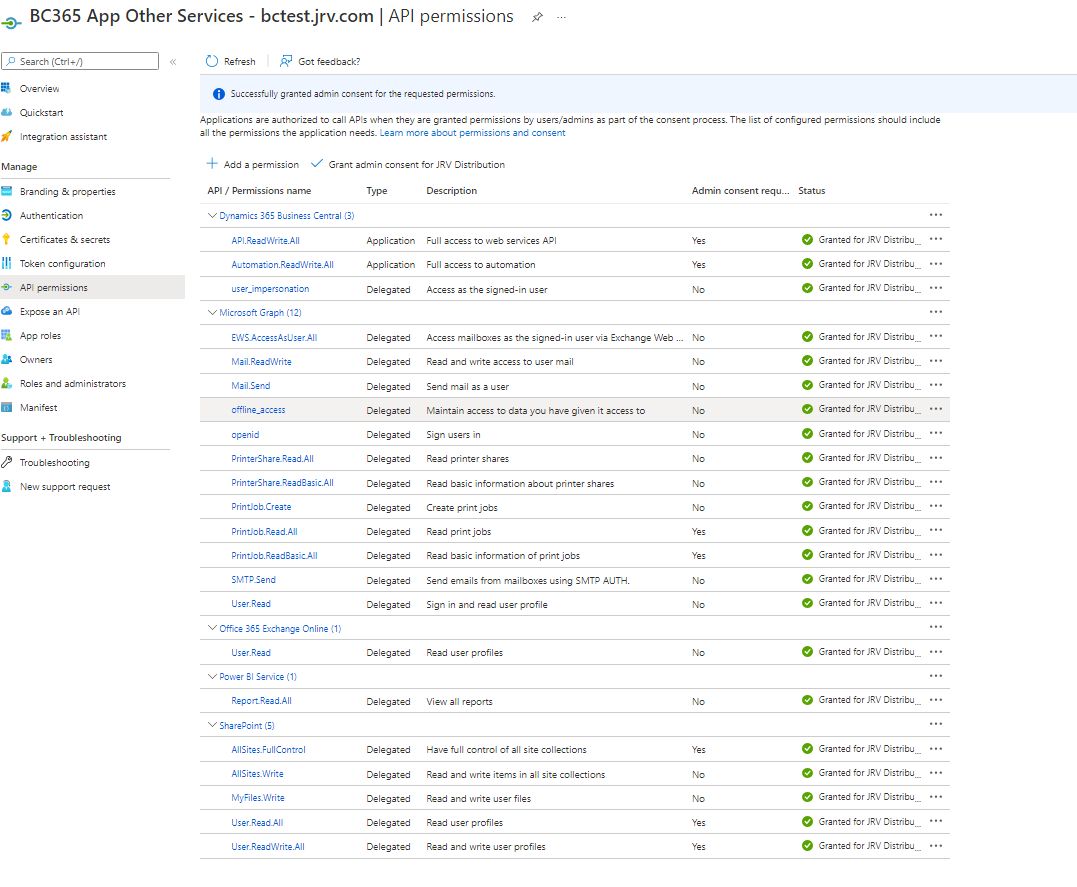 BC365 App Other Services - bctest.jrv.com | API permissions ...
Search (Ctrl+/) «
Overview
Quickstart
Integration assistant
Manage
Branding & properties
Authentication
Certificates & secrets
Token configuration
API permissions
Expose an API
App roles
Owners
Roles and administrators
Manifest
Support + Troubleshooting
Troubleshooting
New support request
Refresh | Got feedback?
Successfully granted admin consent for the requested permissions.
Applications are authorized to call APIs when they are granted permissions by users/admins as part of the consent process. The list of configured permissions should include
all the permissions the application needs. Learn more about permissions and consent
Add a permission Grant admin consent for JRV Distribution
API / Permissions name Type Description Admin consent requ... Status
Dynamics 365 Business Central (3) ...
API.ReadWrite.All Application Full access to web services API Yes Granted for JRV Distribu... ...
Automation.ReadWrite.All Application Full access to automation Yes Granted for JRV Distribu... ...
user_impersonation Delegated Access as the signed-in user No Granted for JRV Distribu... ...
Microsoft Graph (12) ...
EWS.AccessAsUser.All Delegated Access mailboxes as the signed-in user via Exchange Web ... No Granted for JRV Distribu... ...
Mail.ReadWrite Delegated Read and write access to user mail No Granted for JRV Distribu... ...
Mail.Send Delegated Send mail as a user No Granted for JRV Distribu... ...
offline_access Delegated Maintain access to data you have given it access to No Granted for JRV Distribu... ...
openid Delegated Sign users in No Granted for JRV Distribu... ...
PrinterShare.Read.All Delegated Read printer shares No Granted for JRV Distribu... ...
PrinterShare.ReadBasic.All Delegated Read basic information about printer shares No Granted for JRV Distribu... ...
PrintJob.Create Delegated Create print jobs No Granted for JRV Distribu... ...
PrintJob.Read.All Delegated Read print jobs Yes Granted for JRV Distribu... ...
PrintJob.ReadBasic.All Delegated Read basic information of print jobs Yes Granted for JRV Distribu... ...
SMTP.Send Delegated Send emails from mailboxes using SMTP AUTH. No Granted for JRV Distribu... ...
User.Read Delegated Sign in and read user profile No Granted for JRV Distribu... ...
Office 365 Exchange Online (1) ...
User.Read Delegated Read user profiles No Granted for JRV Distribu... ...
Power BI Service (1) ...
Report.Read.All Delegated View all reports No Granted for JRV Distribu... ...
SharePoint (5) ...
AllSites.FullControl Delegated Have full control of all site collections Yes Granted for JRV Distribu... ...
AllSites.Write Delegated Read and write items in all site collections No Granted for JRV Distribu... ...
MyFiles.Write Delegated Read and write user files No Granted for JRV Distribu... ...
User.Read.All Delegated Read user profiles Yes Granted for JRV Distribu... ...
User.ReadWrite.All Delegated Read and write user profiles Yes Granted for JRV Distribu... ...